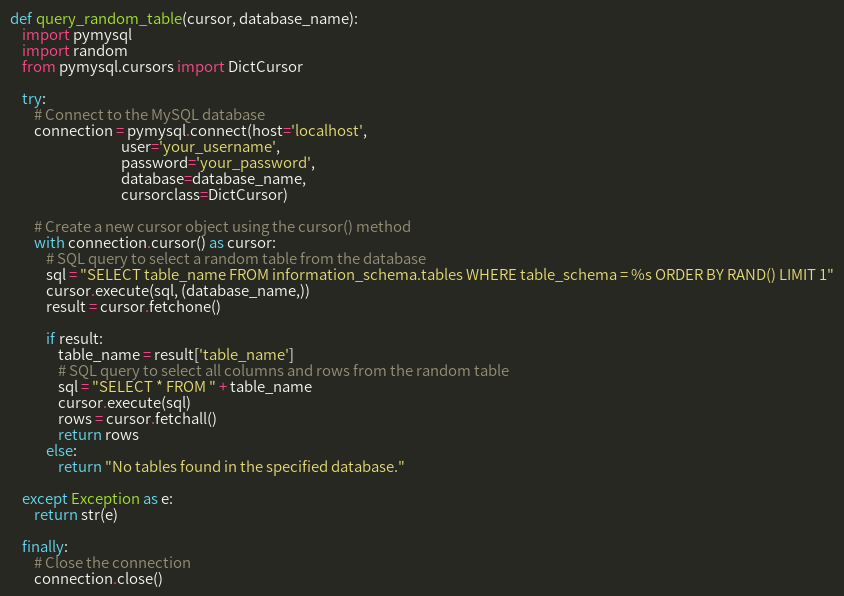 def query_random_table(cursor, database_name):
    import pymysql
    import random
    from pymysql.cursors import DictCursor

    try:
        # Connect to the MySQL database
        connection = pymysql.connect(host='localhost',
                                     user='your_username',
                                     password='your_password',
                                     database=database_name,
                                     cursorclass=DictCursor)

        # Create a new cursor object using the cursor() method
        with connection.cursor() as cursor:
            # SQL query to select a random table from the database
            sql = "SELECT table_name FROM information_schema.tables WHERE table_schema = %s ORDER BY RAND() LIMIT 1"
            cursor.execute(sql, (database_name,))
            result = cursor.fetchone()

            if result:
                table_name = result['table_name']
                # SQL query to select all columns and rows from the random table
                sql = "SELECT * FROM " + table_name
                cursor.execute(sql)
                rows = cursor.fetchall()
                return rows
            else:
                return "No tables found in the specified database."

    except Exception as e:
        return str(e)

    finally:
        # Close the connection
        connection.close()